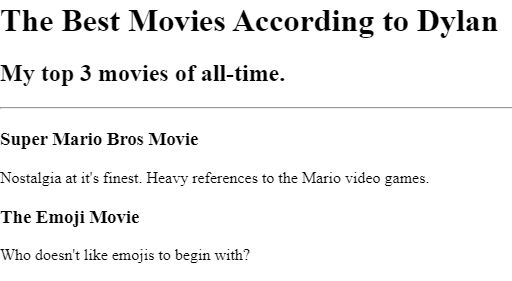 The Best Movies According to Dylan
My top 3 movies of all-time.
Super Mario Bros Movie
Nostalgia at it's finest. Heavy references to the Mario video games.
The Emoji Movie
Who doesn't like emojis to begin with?